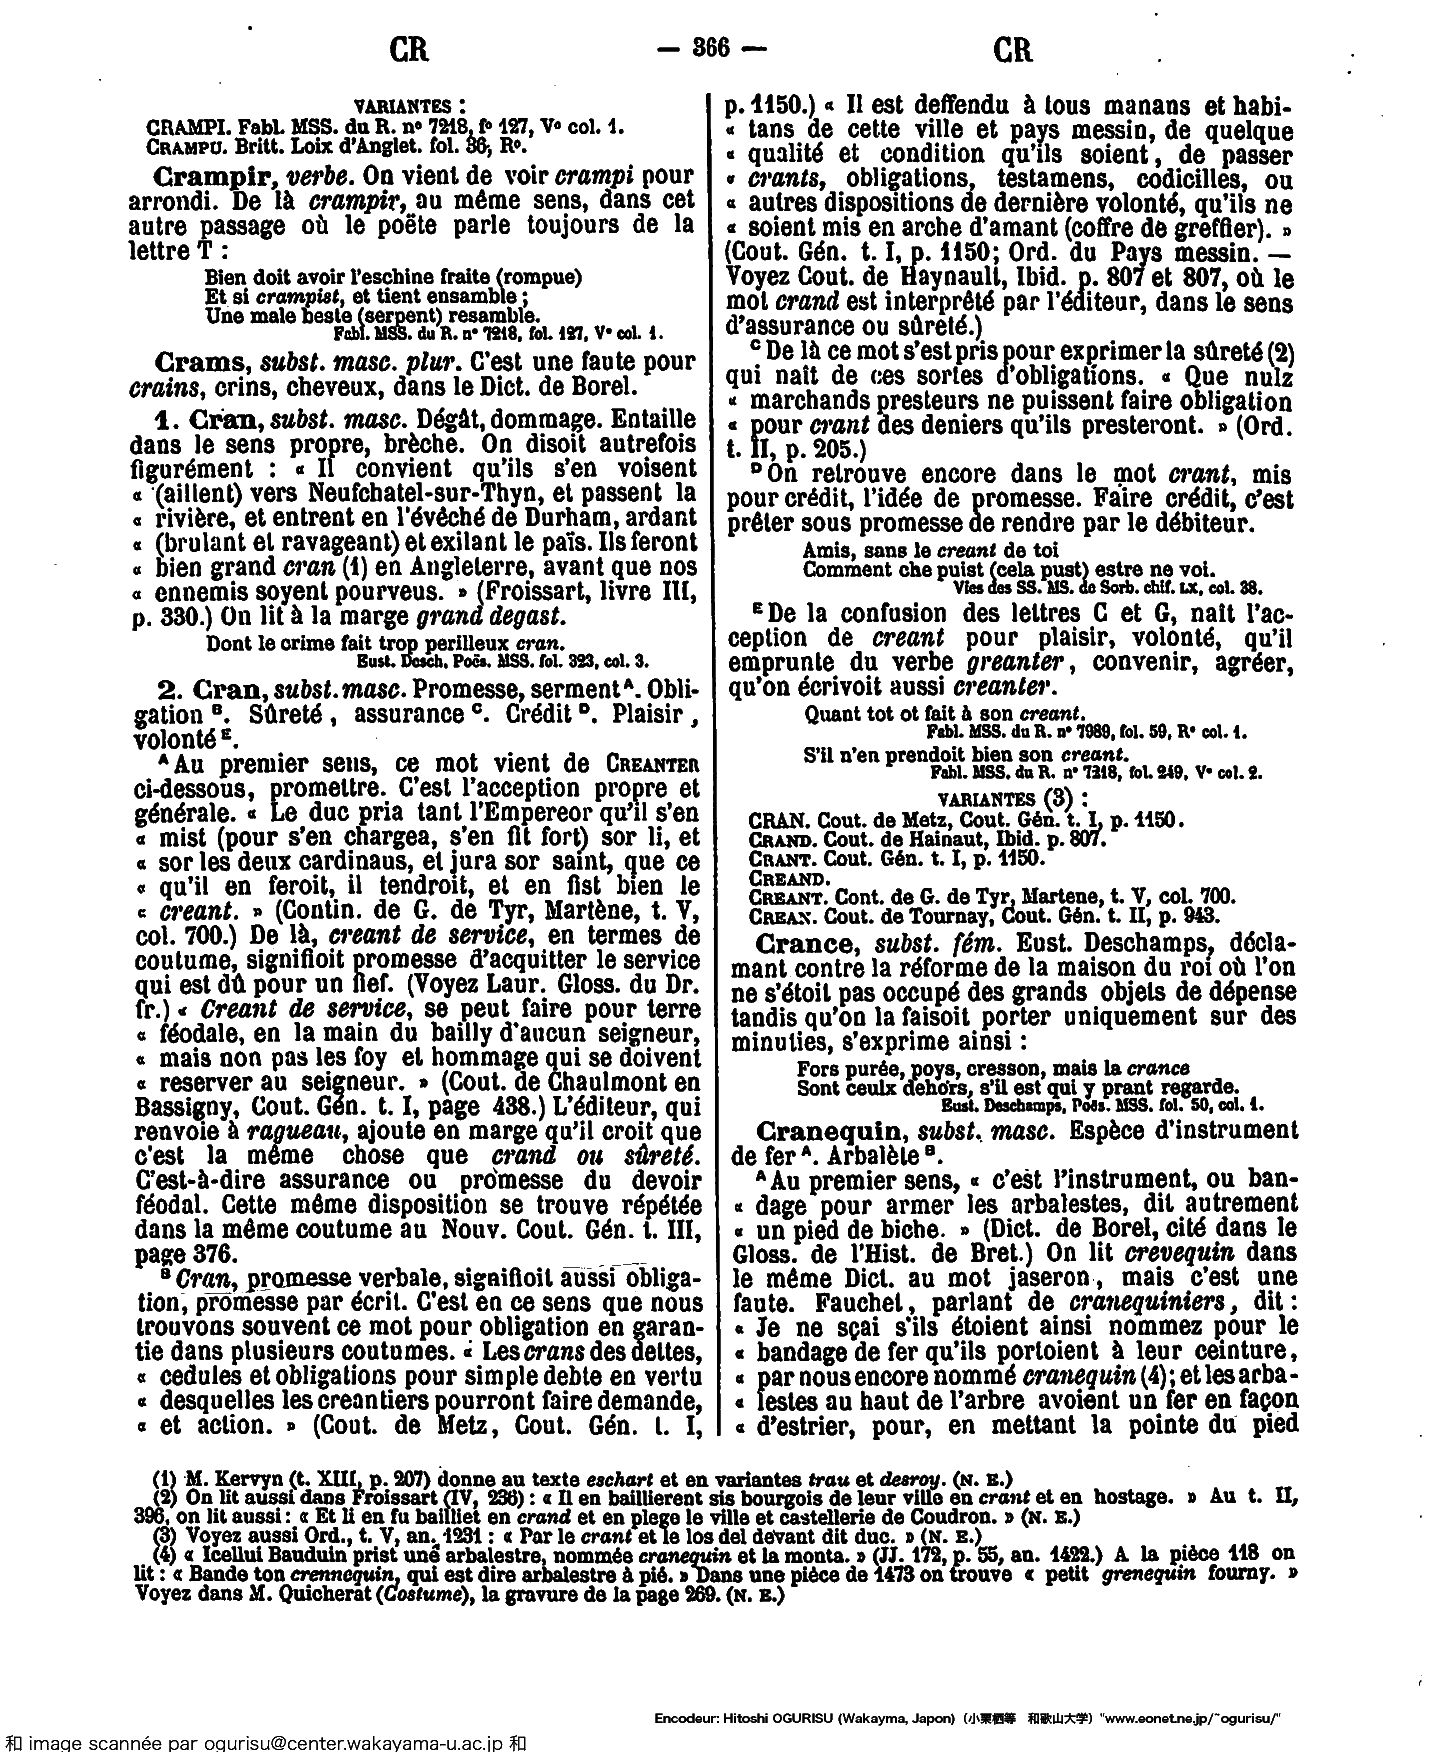 CR
— 366 —
CR
VARIANTES :
CRAMPI. Fabl. MSS. du R. nº 7218, fº 127, Vº col. 1.
CRAMPU. Britt. Loix d'Anglet. fol. 36, Rº.
Crampir, verbe. On vient de voir crampi pour
arrondi. De là crampir, au même sens, dans cet
autre passage où le poëte parle toujours de la
lettre T :
Bien doit avoir l'eschine fraite (rompue)
Et si crampist, et tient ensamble ;
Une male beste (serpent) resamble.
Fabl. MSS. du R. nº 7218, fol. 127, Vº col. 1.
Crams, subst. masc. plur. C'est une faute pour
crains, crins, cheveux, dans le Dict. de Borel.
1. Cran, subst. masc. Dégât, dommage. Entaille
dans le sens propre, brèche. On disoit autrefois
figurément : « Il convient qu'ils s'en voisent
« (aillent) vers Neufchatel-sur-Thyn, et passent la
« rivière, et entrent en l'évêché de Durham, ardant
« (brulant et ravageant) et exilant le païs. Ils feront
« bien grand cran (1) en Angleterre, avant que nos
« ennemis soyent pourveus. » (Froissart, livre III,
p. 330.) On lit à la marge grand degast.
Dont le crime fait trop perilleux cran.
Eust. Desch. Poës. MSS. fol. 323, col. 3.
2. Cran, subst. masc. Promesse, serment A. Obli-
gation B. Sûreté, assurance C. Crédit D. Plaisir,
volonté E.
A Au premier sens, ce mot vient de CREANTER
ci-dessous, promettre. C'est l'acception propre et
générale. « Le duc pria tant l'Empereor qu'il s'en
« mist (pour s'en chargea, s'en fit fort) sor li, et
« sor les deux cardinaus, et jura sor saint, que ce
« qu'il en feroit, il tendroit, et en fist bien le
« creant. » (Contin. de G. de Tyr, Martène, t. V,
col. 700.) De là, creant de service, en termes de
coutume, signifioit promesse d'acquitter le service
qui est dû pour un fief. (Voyez Laur. Gloss. du Dr.
fr.) « Creant de service, se peut faire pour terre
« féodale, en la main du bailly d'aucun seigneur,
« mais non pas les foy et hommage qui se doivent
« reserver au seigneur. » (Cout. de Chaulmont en
Bassigny, Cout. Gén. t. I, page 438.) L'éditeur, qui
renvoie à ragueau, ajoute en marge qu'il croit que
c'est la même chose que crand ou sûreté.
C'est-à-dire assurance ou promesse du devoir
féodal. Cette même disposition se trouve répétée
dans la même coutume au Nouv. Cout. Gén. t. III,
page 376.
B Cran, promesse verbale, signifioit aussi obliga-
tion, promesse par écrit. C'est en ce sens que nous
trouvons souvent ce mot pour obligation en garan-
tie dans plusieurs coutumes. « Les crans des dettes,
« cedules et obligations pour simple debte en vertu
« desquelles les creantiers pourront faire demande,
« et action. » (Cout. de Metz, Cout. Gén. t. I,
p. 1150.) « Il est deffendu à tous manans et habi-
« tans de cette ville et pays messin, de quelque
« qualité et condition qu'ils soient, de passer
« crants, obligations, testamens, codicilles, ou
« autres dispositions de dernière volonté, qu'ils ne
« soient mis en arche d'amant (coffre de greffier). »
(Cout. Gén. t. I, p. 1150; Ord. du Pays messin. —
Voyez Cout. de Haynault, Ibid. p. 807 et 807, où le
mot crand est interprêté par l'éditeur, dans le sens
d'assurance ou sûreté.)
C De là ce mot s'est pris pour exprimer la sûreté (2)
qui naît de ces sortes d'obligations. « Que nulz
« marchands presteurs ne puissent faire obligation
« pour crant des deniers qu'ils presteront. » (Ord.
t. II, p. 205.)
D On retrouve encore dans le mot crant, mis
pour crédit, l'idée de promesse. Faire crédit, c'est
prêter sous promesse de rendre par le débiteur.
Amis, sans le creant de toi
Comment che puist (cela pust) estre ne voi.
Vies des SS. MS. de Sorb. chif. LX, col. 38.
E De la confusion des lettres C et G, naît l'ac-
ception de creant pour plaisir, volonté, qu'il
emprunte du verbe greanter, convenir, agréer,
qu'on écrivoit aussi creanter.
Quant tot ot fait à son creant.
Fabl. MSS. du R. nº 7989, fol. 59, Rº col. 1.
S'il n'en prendoit bien son creant.
Fabl. MSS. du R. nº 7218, fol. 249, Vº col. 2.
VARIANTES (3) :
CRAN. Cout. de Metz, Cout. Gén. t. I, p. 1150.
CRAND. Cout. de Hainaut, Ibid. p. 807.
CRANT. Cout. Gén. t. I, p. 1150.
CREAND.
CREANT. Cont. de G. de Tyr, Martene, t. V, col. 700.
CREAN. Cout. de Tournay, Cout. Gén. t. II, p. 943.
Crance, subst. fém. Eust. Deschamps, décla-
mant contre la réforme de la maison du roi où l'on
ne s'étoit pas occupé des grands objets de dépense
tandis qu'on la faisoit porter uniquement sur des
minuties, s'exprime ainsi :
Fors purée, poys, cresson, mais la crance
Sont ceulx dehors, s'il est qui y prant regarde.
Eust. Deschamps, Poës. MSS. fol. 50, col. 1.
Cranequin, subst. masc. Espèce d'instrument
de fer A. Arbalète B.
A Au premier sens, « c'est l'instrument, ou ban-
« dage pour armer les arbalestes, dit autrement
« un pied de biche. » (Dict. de Borel, cité dans le
Gloss. de l'Hist. de Bret.) On lit crevequin dans
le même Dict. au mot jaseron, mais c'est une
faute. Fauchet, parlant de cranequiniers, dit :
« Je ne sçai s'ils étoient ainsi nommez pour le
« bandage de fer qu'ils portoient à leur ceinture,
« par nous encore nommé cranequin (4); et les arba-
« lestes au haut de l'arbre avoient un fer en façon
« d'estrier, pour, en mettant la pointe du pied
(1) M. Kervyn (t. XIII, p. 207) donne au texte eschart et en variantes trau et desroy. (N. E.)
(2) On lit aussi dans Froissart (IV, 236) : « Il en baillierent sis bourgois de leur ville en crant et en hostage. » Au t. II,
396, on lit aussi : « Et li en fu bailliet en crand et en plege le ville et castellerie de Coudron. » (N. E.)
(3) Voyez aussi Ord., t. V, an. 1231 : « Par le crant et le los del devant dit duc. » (N. E.)
(4) « Icellui Bauduin prist une arbalestre, nommée cranequin et la monta. » (JJ. 172, p. 55, an. 1422.) A la pièce 118 on
lit : « Bande ton crennequin, qui est dire arbalestre à pié. » Dans une pièce de 1473 on trouve « petit grenequin fourny. »
Voyez dans M. Quicherat (Costume), la gravure de la page 269. (N. E.)
Encodeur: Hitoshi OGURISU (Wakayma, Japon) (小栗栖等 和歌山大学) "www.eonet.ne.jp/~ogurisu/"
和 image scannée par ogurisu@center.wakayama-u.ac.jp 和